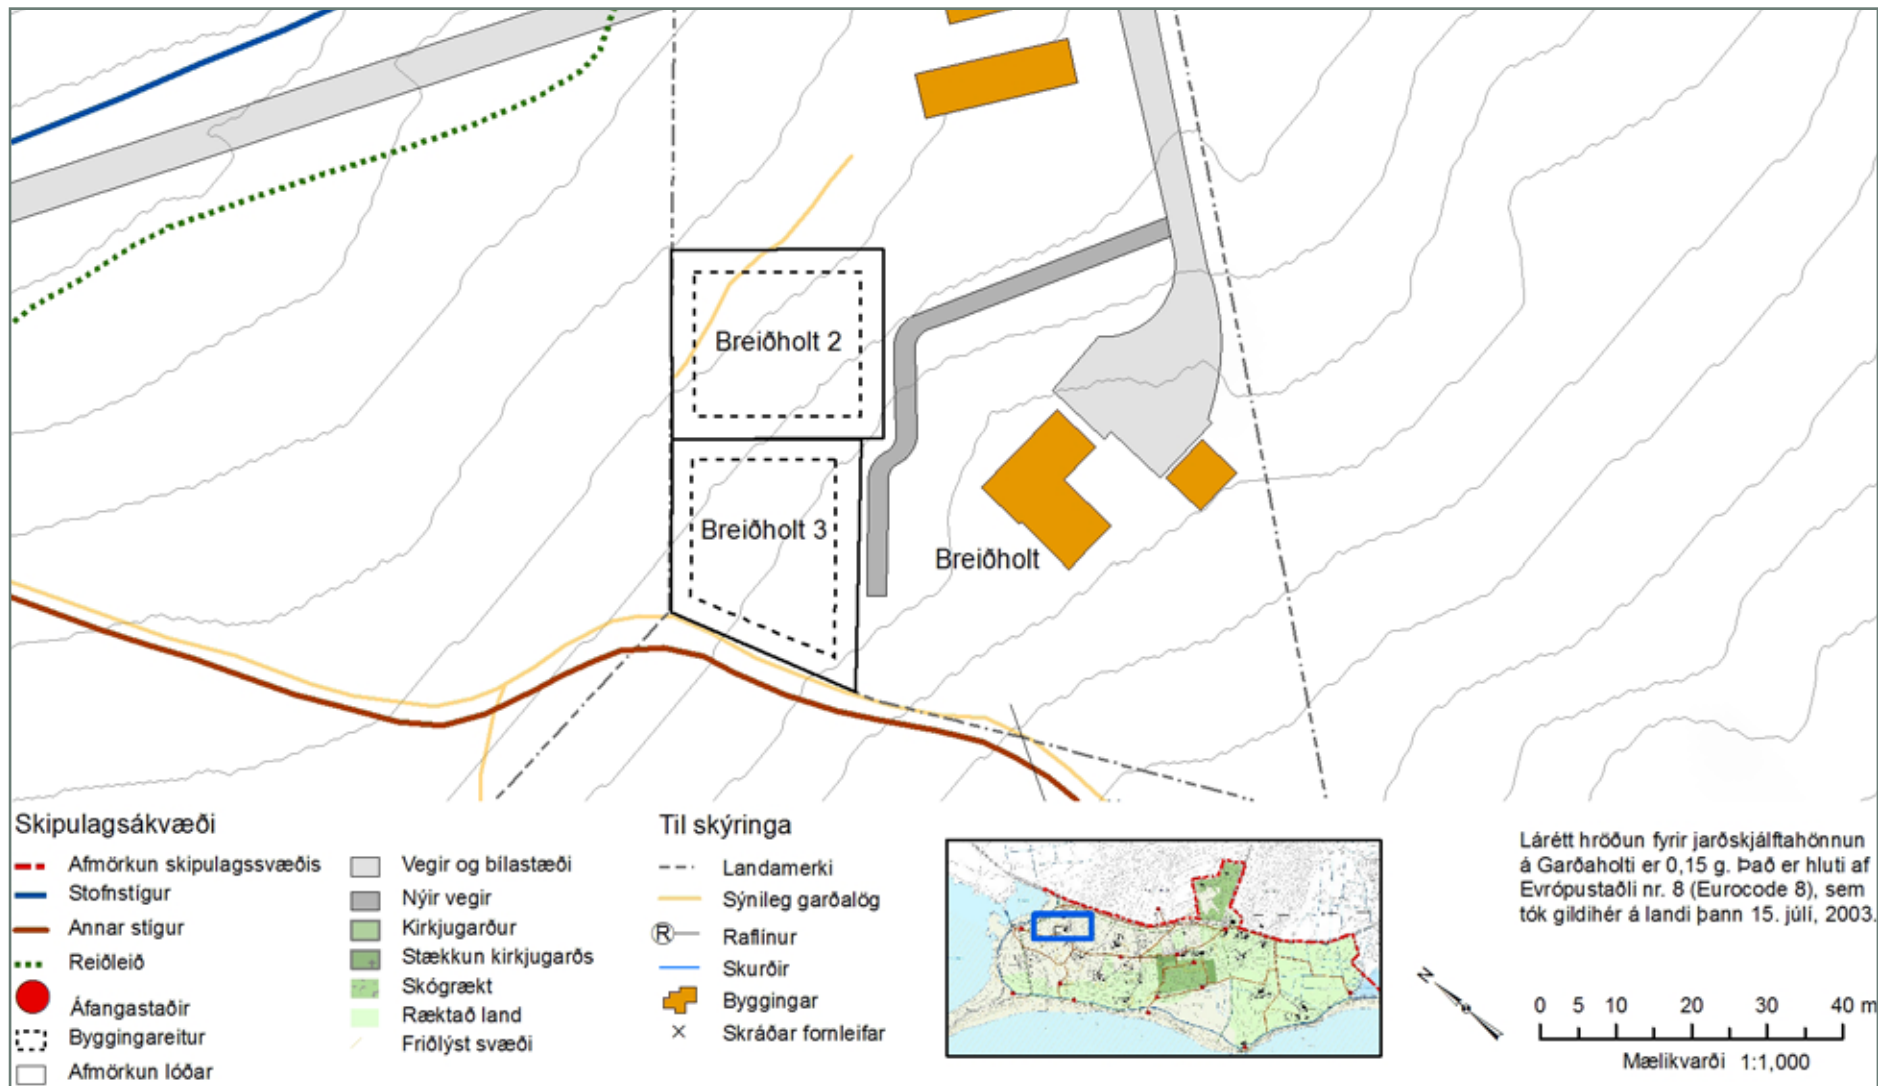 Breiðholt 2
Breiðholt 3
Breiðholt
Skipulagsákvæði
Afmörkun skipulagssvæðis
Stofnstígur
Annar stígur
Reiðleið
Áfangastaðir
Byggingareitur
Afmörkun lóðar
Vegir og bílastæði
Nýir vegir
Kirkjugarður
Stækkun kirkjugarðs
Skógrækt
Ræktað land
Friðlýst svæði
Til skýringa
Landamerki
Sýnileg garðalög
R Raflínur
Skurðir
Byggingar
Skráðar fornleifar
Lárétt hröðun fyrir jarðskjálftahönnun
á Garðaholti er 0,15 g. Það er hluti af
Evrópustaðli nr. 8 (Eurocode 8), sem
tók gildihér á landi þann 15. júlí, 2003.
N
0 5 10 20 30 40 m
Mælikvarði 1:1,000